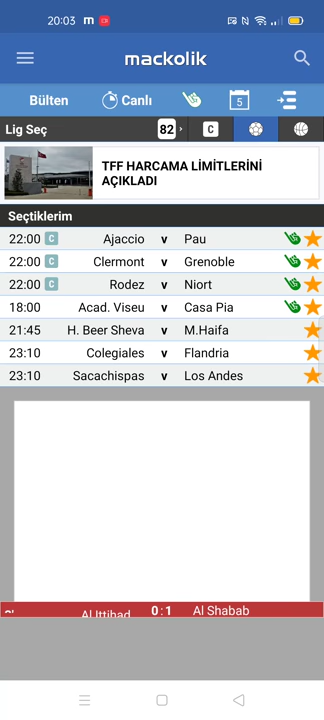 20:03 m
mackolik
Bülten Canlı 5
Lig Seç 82 C
TFF HARCAMA LİMİTLERİNİ
AÇIKLADI
Seçtiklerim
22:00 C Ajaccio v Pau
22:00 C Clermont v Grenoble
22:00 C Rodez v Niort
18:00 Acad. Viseu v Casa Pia
21:45 H. Beer Sheva v M.Haifa
23:10 Colegiales v Flandria
23:10 Sacachispas v Los Andes
Al Ittihad 0 : 1 Al Shabab